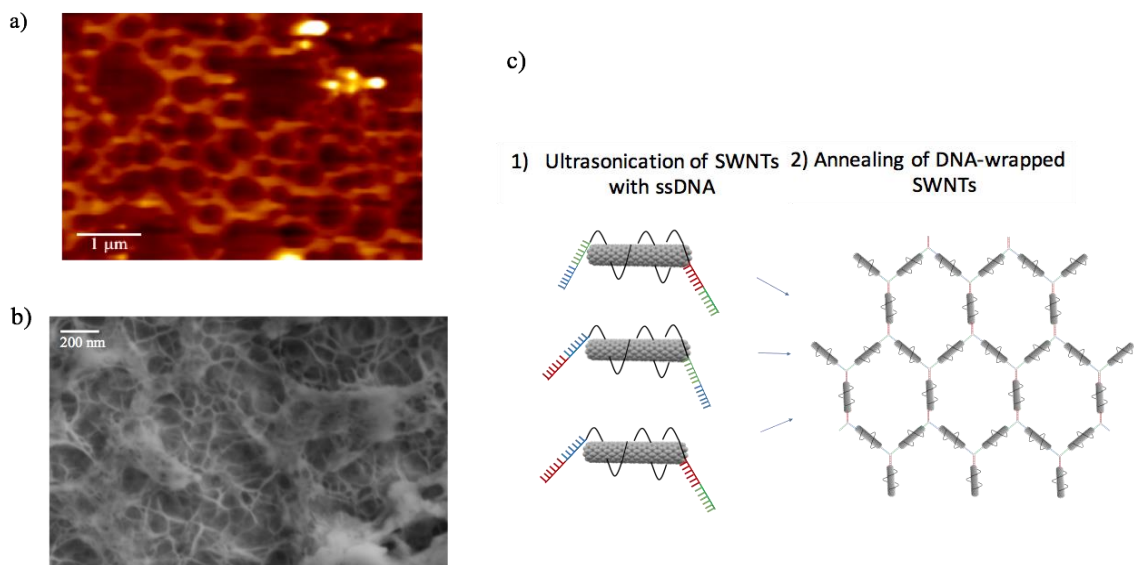 a)
1 μm
b)
200 nm
c)
1) Ultrasonication of SWNTs
with ssDNA
2) Annealing of DNA-wrapped
SWNTs